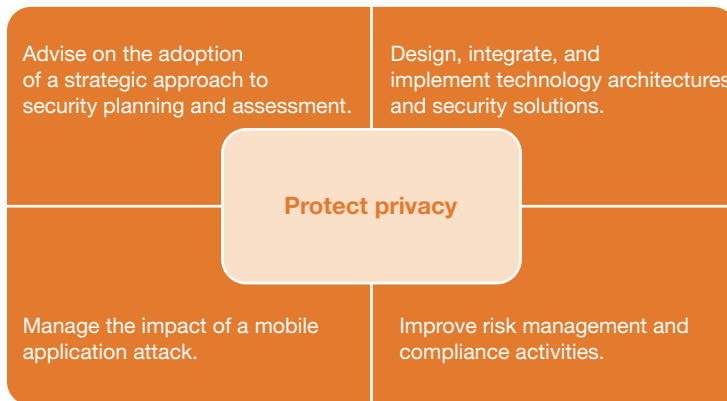 Advise on the adoption
of a strategic approach to
security planning and assessment.
Design, integrate, and
implement technology architectures
and security solutions.
Protect privacy
Manage the impact of a mobile
application attack.
Improve risk management and
compliance activities.